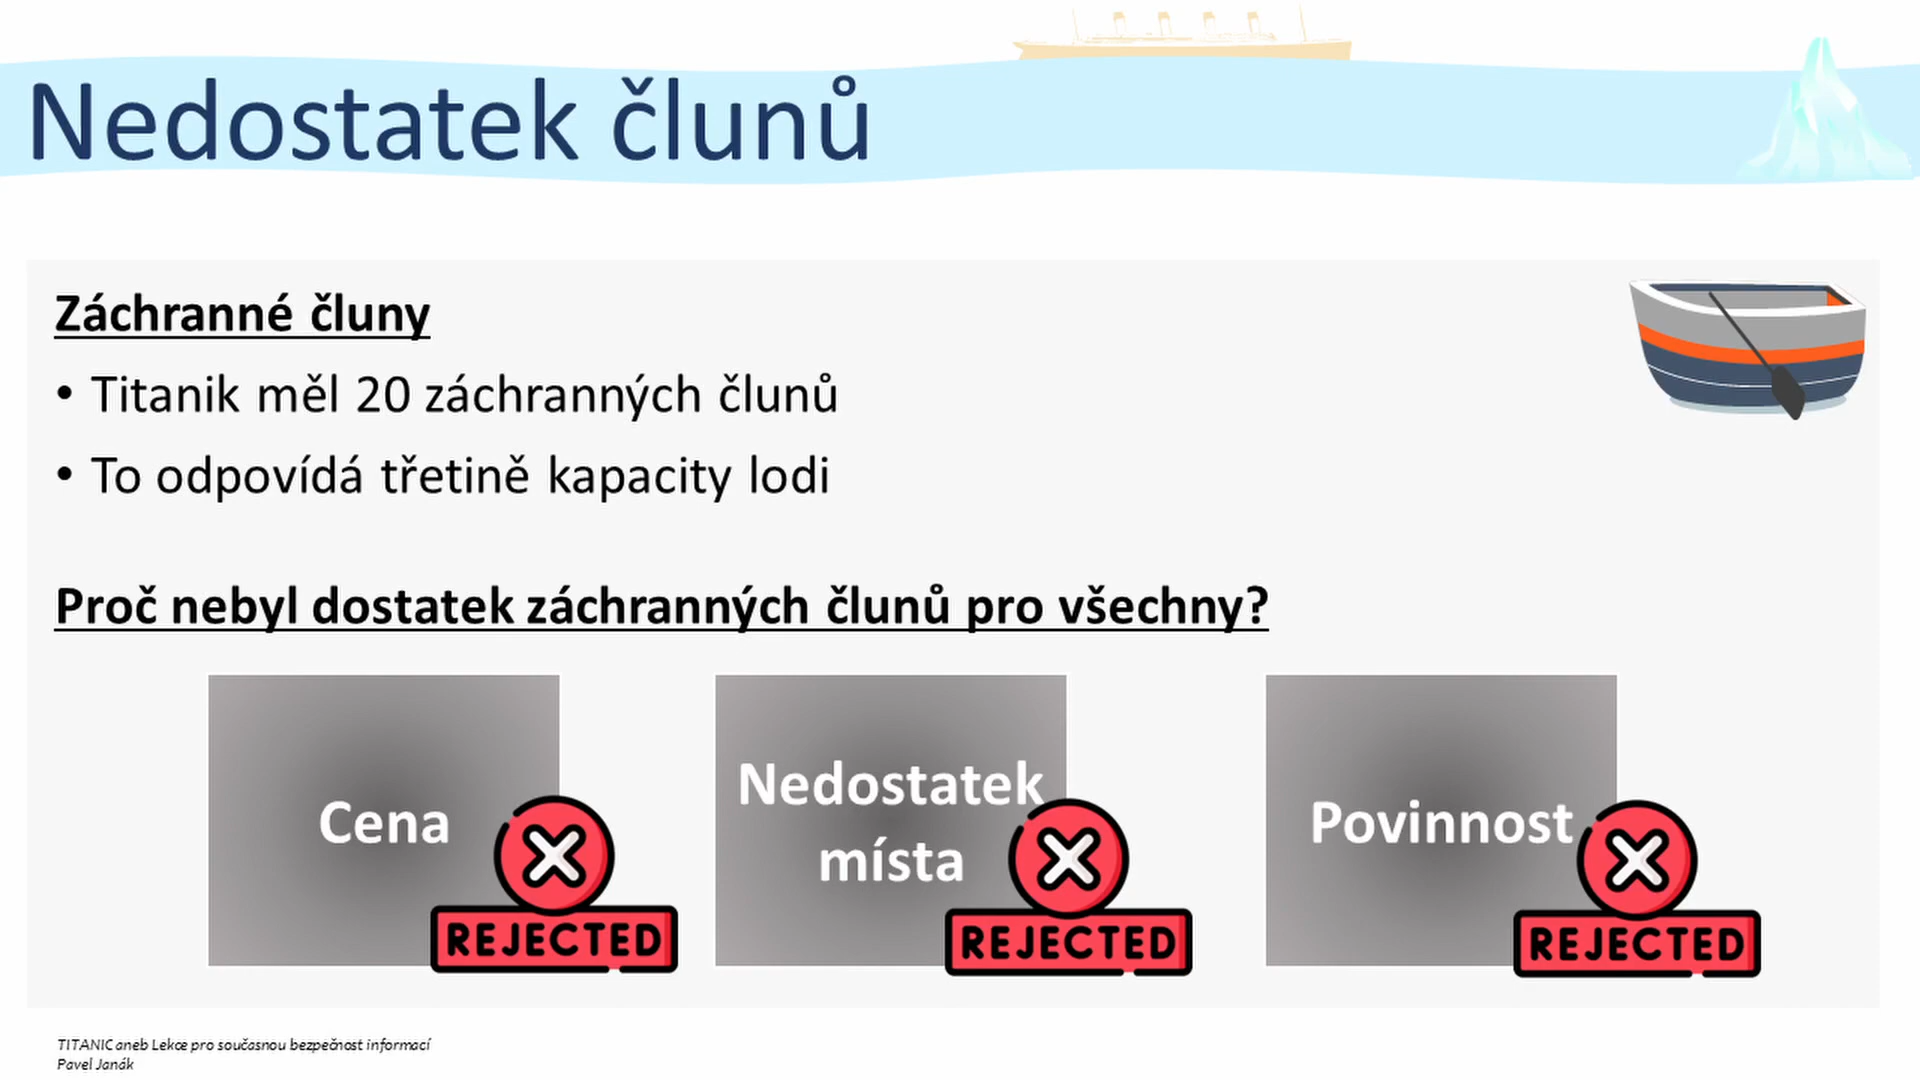 Nedostatek člunů
Záchranné čluny
• Titanik měl 20 záchranných člunů
• To odpovídá třetině kapacity lodi
Proč nebyl dostatek záchranných člunů pro všechny?
Cena
REJECTED
Nedostatek
místa
REJECTED
Povinnost
REJECTED
TITANIC aneb Lekce pro současnou bezpečnost informací
Pavel Janák